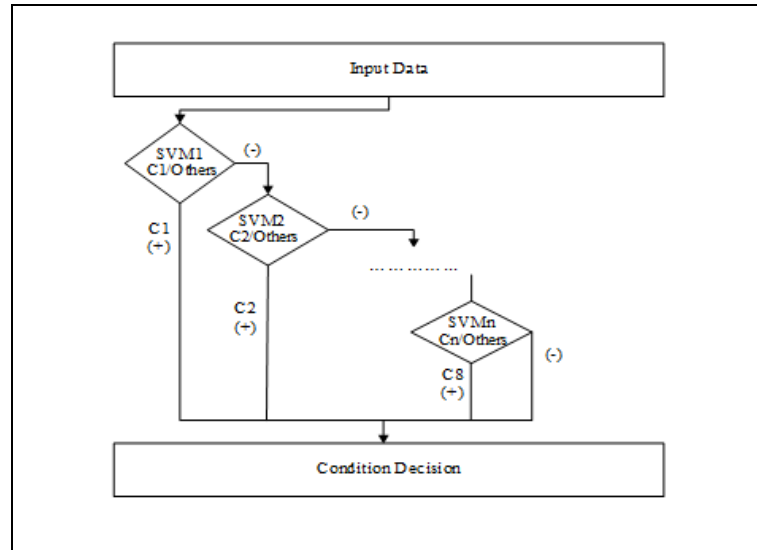 Input Data
SVM1
C1/Others
(-)
SVM2
C2/Others
(-)
C1
(+)
... ... ... ... ...
C2
(+)
SVMn
Cn/Others
(-)
C8
(+)
Condition Decision